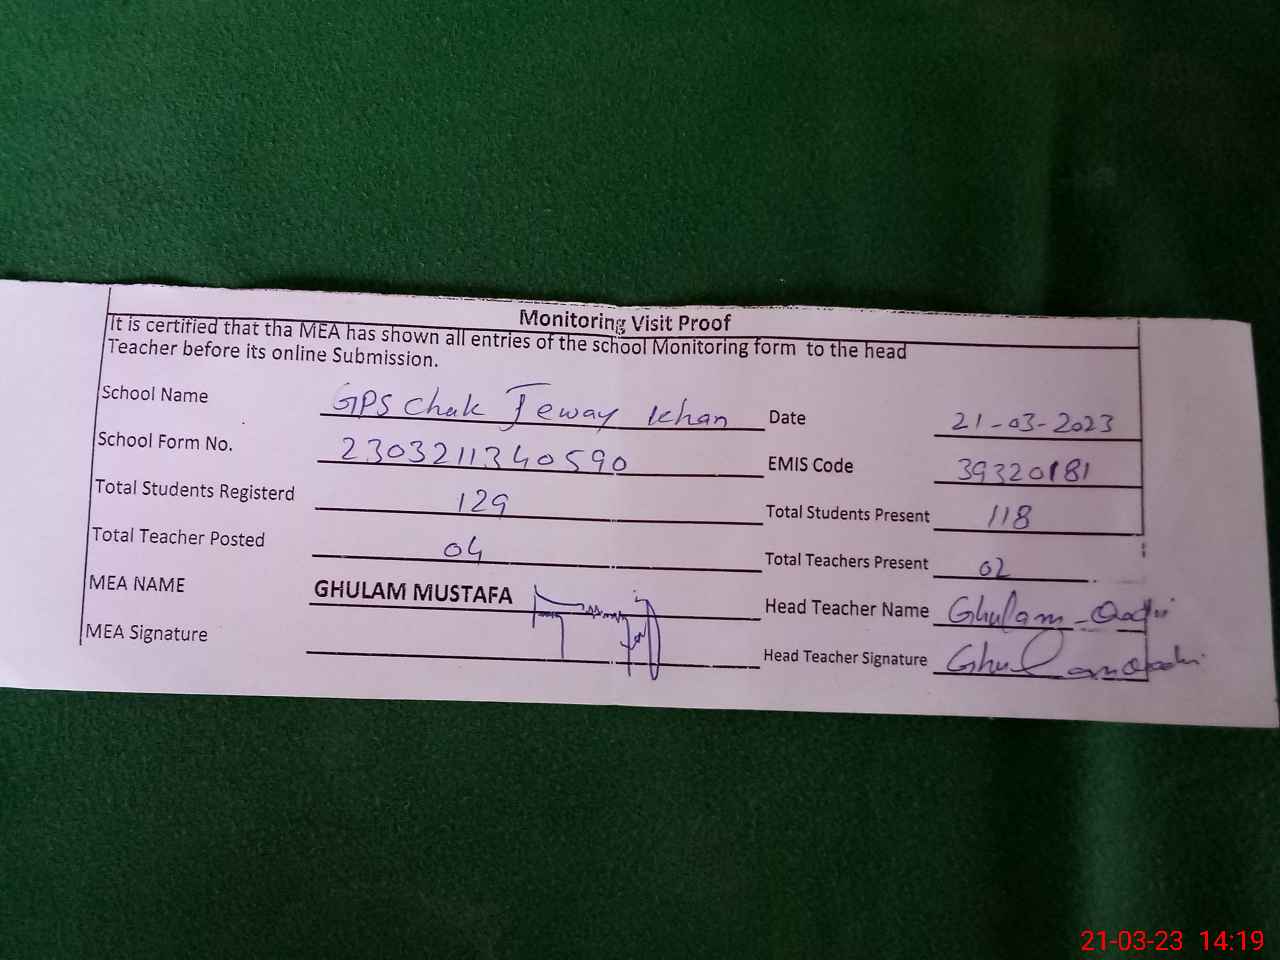 Monitoring Visit Proof
It is certified that tha MEA has shown all entries of the school Monitoring form to the head
Teacher before its online Submission.
School Name GPS Chak Jeway Khan Date 21-03-2023
School Form No. 2303211340590 EMIS Code 39320181
Total Students Registerd 129 Total Students Present 118
Total Teacher Posted 04 Total Teachers Present 02
MEA NAME GHULAM MUSTAFA Head Teacher Name Ghulam Qadir
MEA Signature Head Teacher Signature Ghulam Qadir
21-03-23 14:19